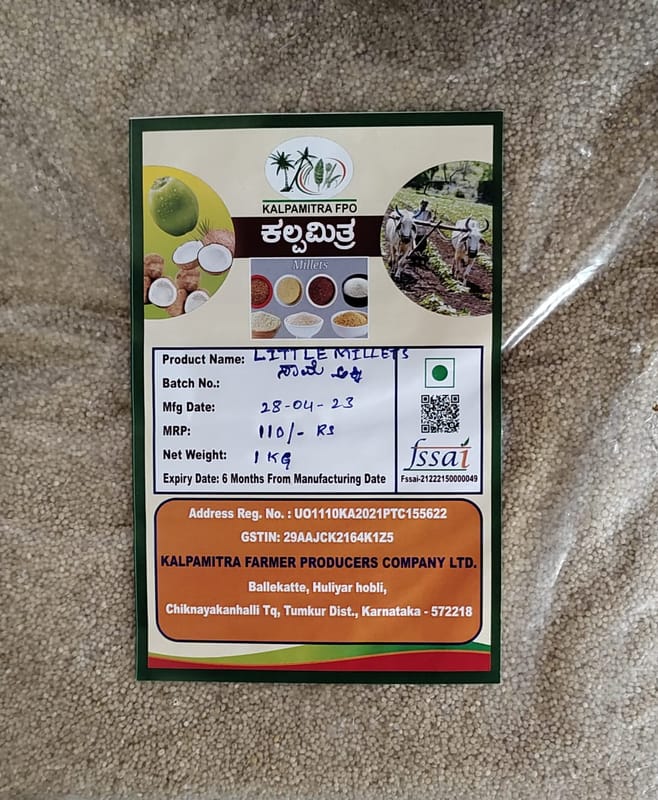 KALPAMITRA FPO
ಕಲ್ಪಮಿತ್ರ
Millets
Product Name: LITTLE MILLETS
ಸಾಮೆ ಅಕ್ಕಿ
Batch No.:
Mfg Date: 28-04-23
MRP: 110/- RS
Net Weight: 1 KG
Expiry Date: 6 Months From Manufacturing Date
fssai
Fssai-21222150000049
Address Reg. No. : UO1110KA2021PTC155622
GSTIN: 29AAJCK2164K1Z5
KALPAMITRA FARMER PRODUCERS COMPANY LTD.
Ballekatte, Huliyar hobli,
Chiknayakanhalli Tq, Tumkur Dist., Karnataka - 572218